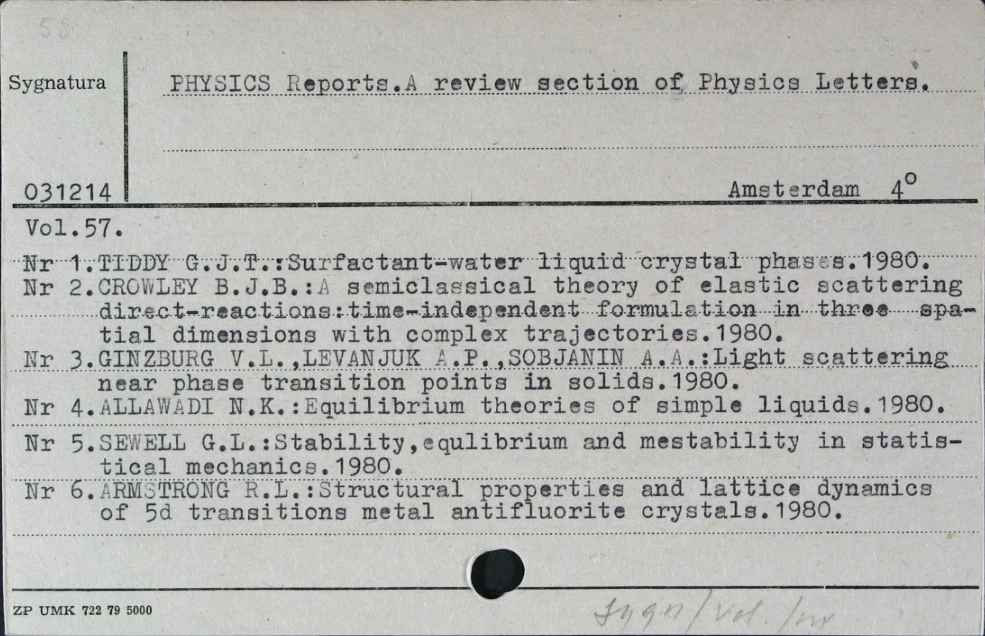 58
Sygnatura
PHYSICS Reports.A review section of Physics Letters.
031214
Amsterdam 4°
Vol.57.
Nr 1.TIDDY G.J.T.:Surfactant-water liquid crystal phases.1980.
Nr 2.CROWLEY B.J.B.:A semiclassical theory of elastic scattering
direct-reactions:time-independent formulation in three spa-
tial dimensions with complex trajectories.1980.
Nr 3.GINZBURG V.L.,LEVANJUK A.P.,SOBJANIN A.A.:Light scattering
near phase transition points in solids.1980.
Nr 4.ALLAWADI N.K.:Equilibrium theories of simple liquids.1980.
Nr 5.SEWELL G.L.:Stability,equlibrium and mestability in statis-
tical mechanics.1980.
Nr 6.ARMSTRONG R.L.:Structural properties and lattice dynamics
of 5d transitions metal antifluorite crystals.1980.
ZP UMK 722 79 5000
sygn/vol./nr